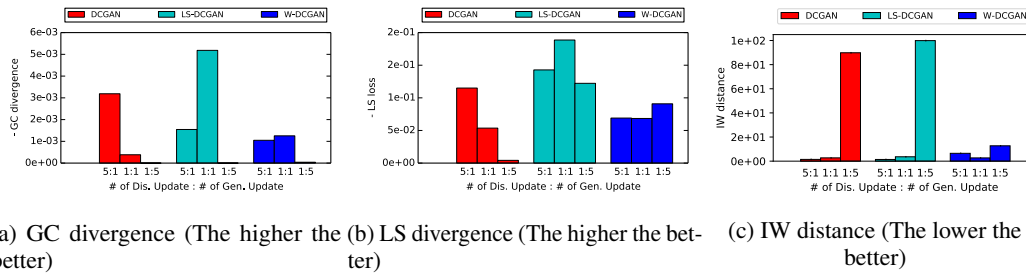 DCGAN LS-DCGAN W-DCGAN
6e-03
5e-03
4e-03
3e-03
2e-03
1e-03
0e+00
- GC divergence
5:1 1:1 1:5 5:1 1:1 1:5 5:1 1:1 1:5
# of Dis. Update : # of Gen. Update
DCGAN LS-DCGAN W-DCGAN
2e-01
2e-01
1e-01
5e-02
0e+00
- LS loss
5:1 1:1 1:5 5:1 1:1 1:5 5:1 1:1 1:5
# of Dis. Update : # of Gen. Update
DCGAN LS-DCGAN W-DCGAN
1e+02
8e+01
6e+01
4e+01
2e+01
0e+00
IW distance
5:1 1:1 1:5 5:1 1:1 1:5 5:1 1:1 1:5
# of Dis. Update : # of Gen. Update
a) GC divergence (The higher the
better)
(b) LS divergence (The higher the bet-
ter)
(c) IW distance (The lower the
better)